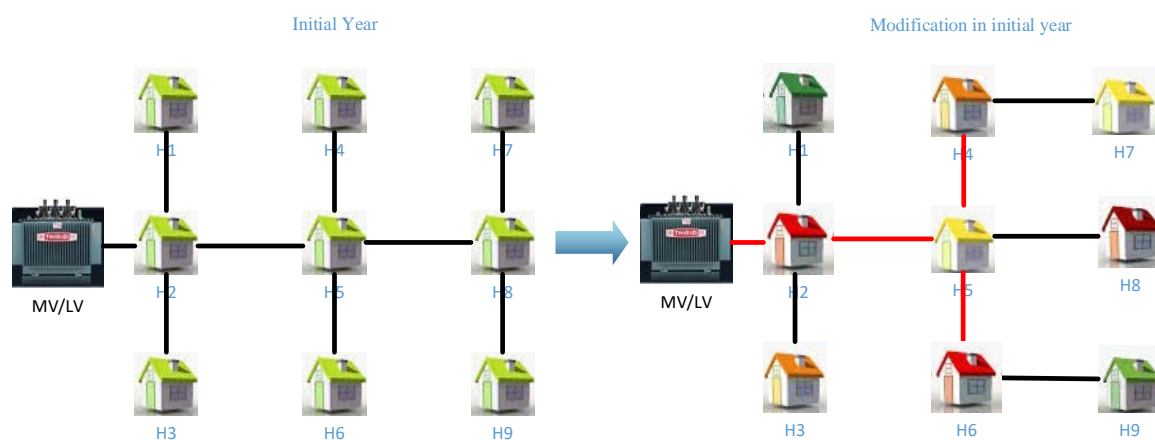 Initial Year
Modification in initial year
H1
H4
H7
H1
H4
H7
MV/LV
H2
H5
H8
MV/LV
H2
H5
H8
H3
H6
H9
H3
H6
H9